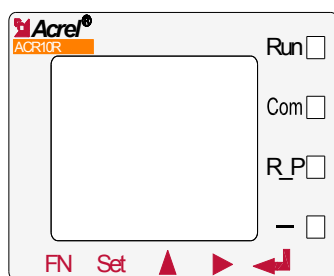 Acrel®
ACR10R
Run
Com
R_P
FN Set